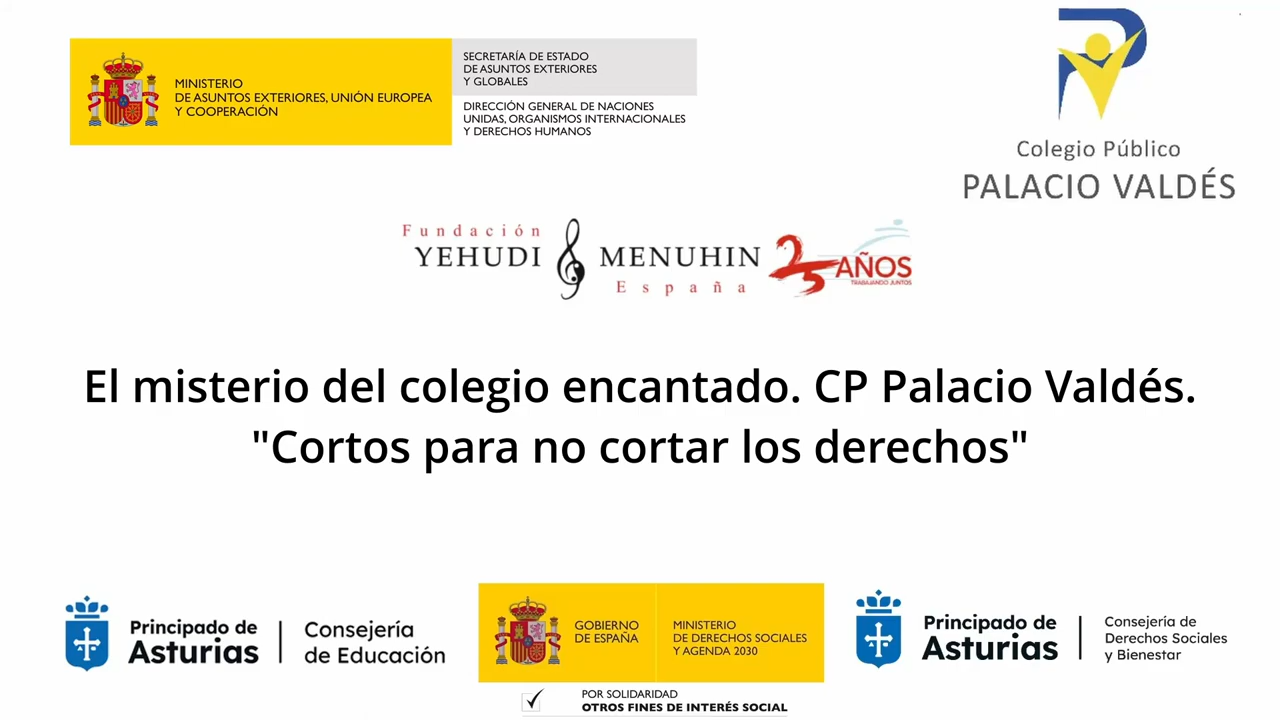 MINISTERIO
DE ASUNTOS EXTERIORES, UNIÓN EUROPEA
Y COOPERACIÓN
SECRETARÍA DE ESTADO
DE ASUNTOS EXTERIORES
Y GLOBALES
DIRECCIÓN GENERAL DE NACIONES
UNIDAS, ORGANISMOS INTERNACIONALES
Y DERECHOS HUMANOS
Colegio Público
PALACIO VALDÉS
Fundación
YEHUDI MENUHIN
España
25 AÑOS
TRABAJANDO JUNTOS
El misterio del colegio encantado. CP Palacio Valdés.
"Cortos para no cortar los derechos"
Principado de
Asturias
Consejería
de Educación
GOBIERNO
DE ESPAÑA
MINISTERIO
DE DERECHOS SOCIALES
Y AGENDA 2030
POR SOLIDARIDAD
OTROS FINES DE INTERÉS SOCIAL
Principado de
Asturias
Consejería de
Derechos Sociales
y Bienestar